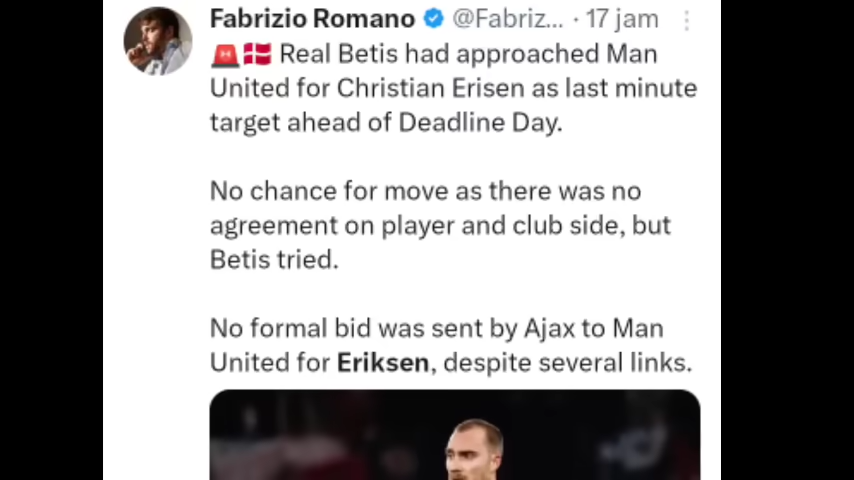 Fabrizio Romano @Fabriz... · 17 jam
🚨🇩🇰 Real Betis had approached Man
United for Christian Erisen as last minute
target ahead of Deadline Day.
No chance for move as there was no
agreement on player and club side, but
Betis tried.
No formal bid was sent by Ajax to Man
United for Eriksen, despite several links.